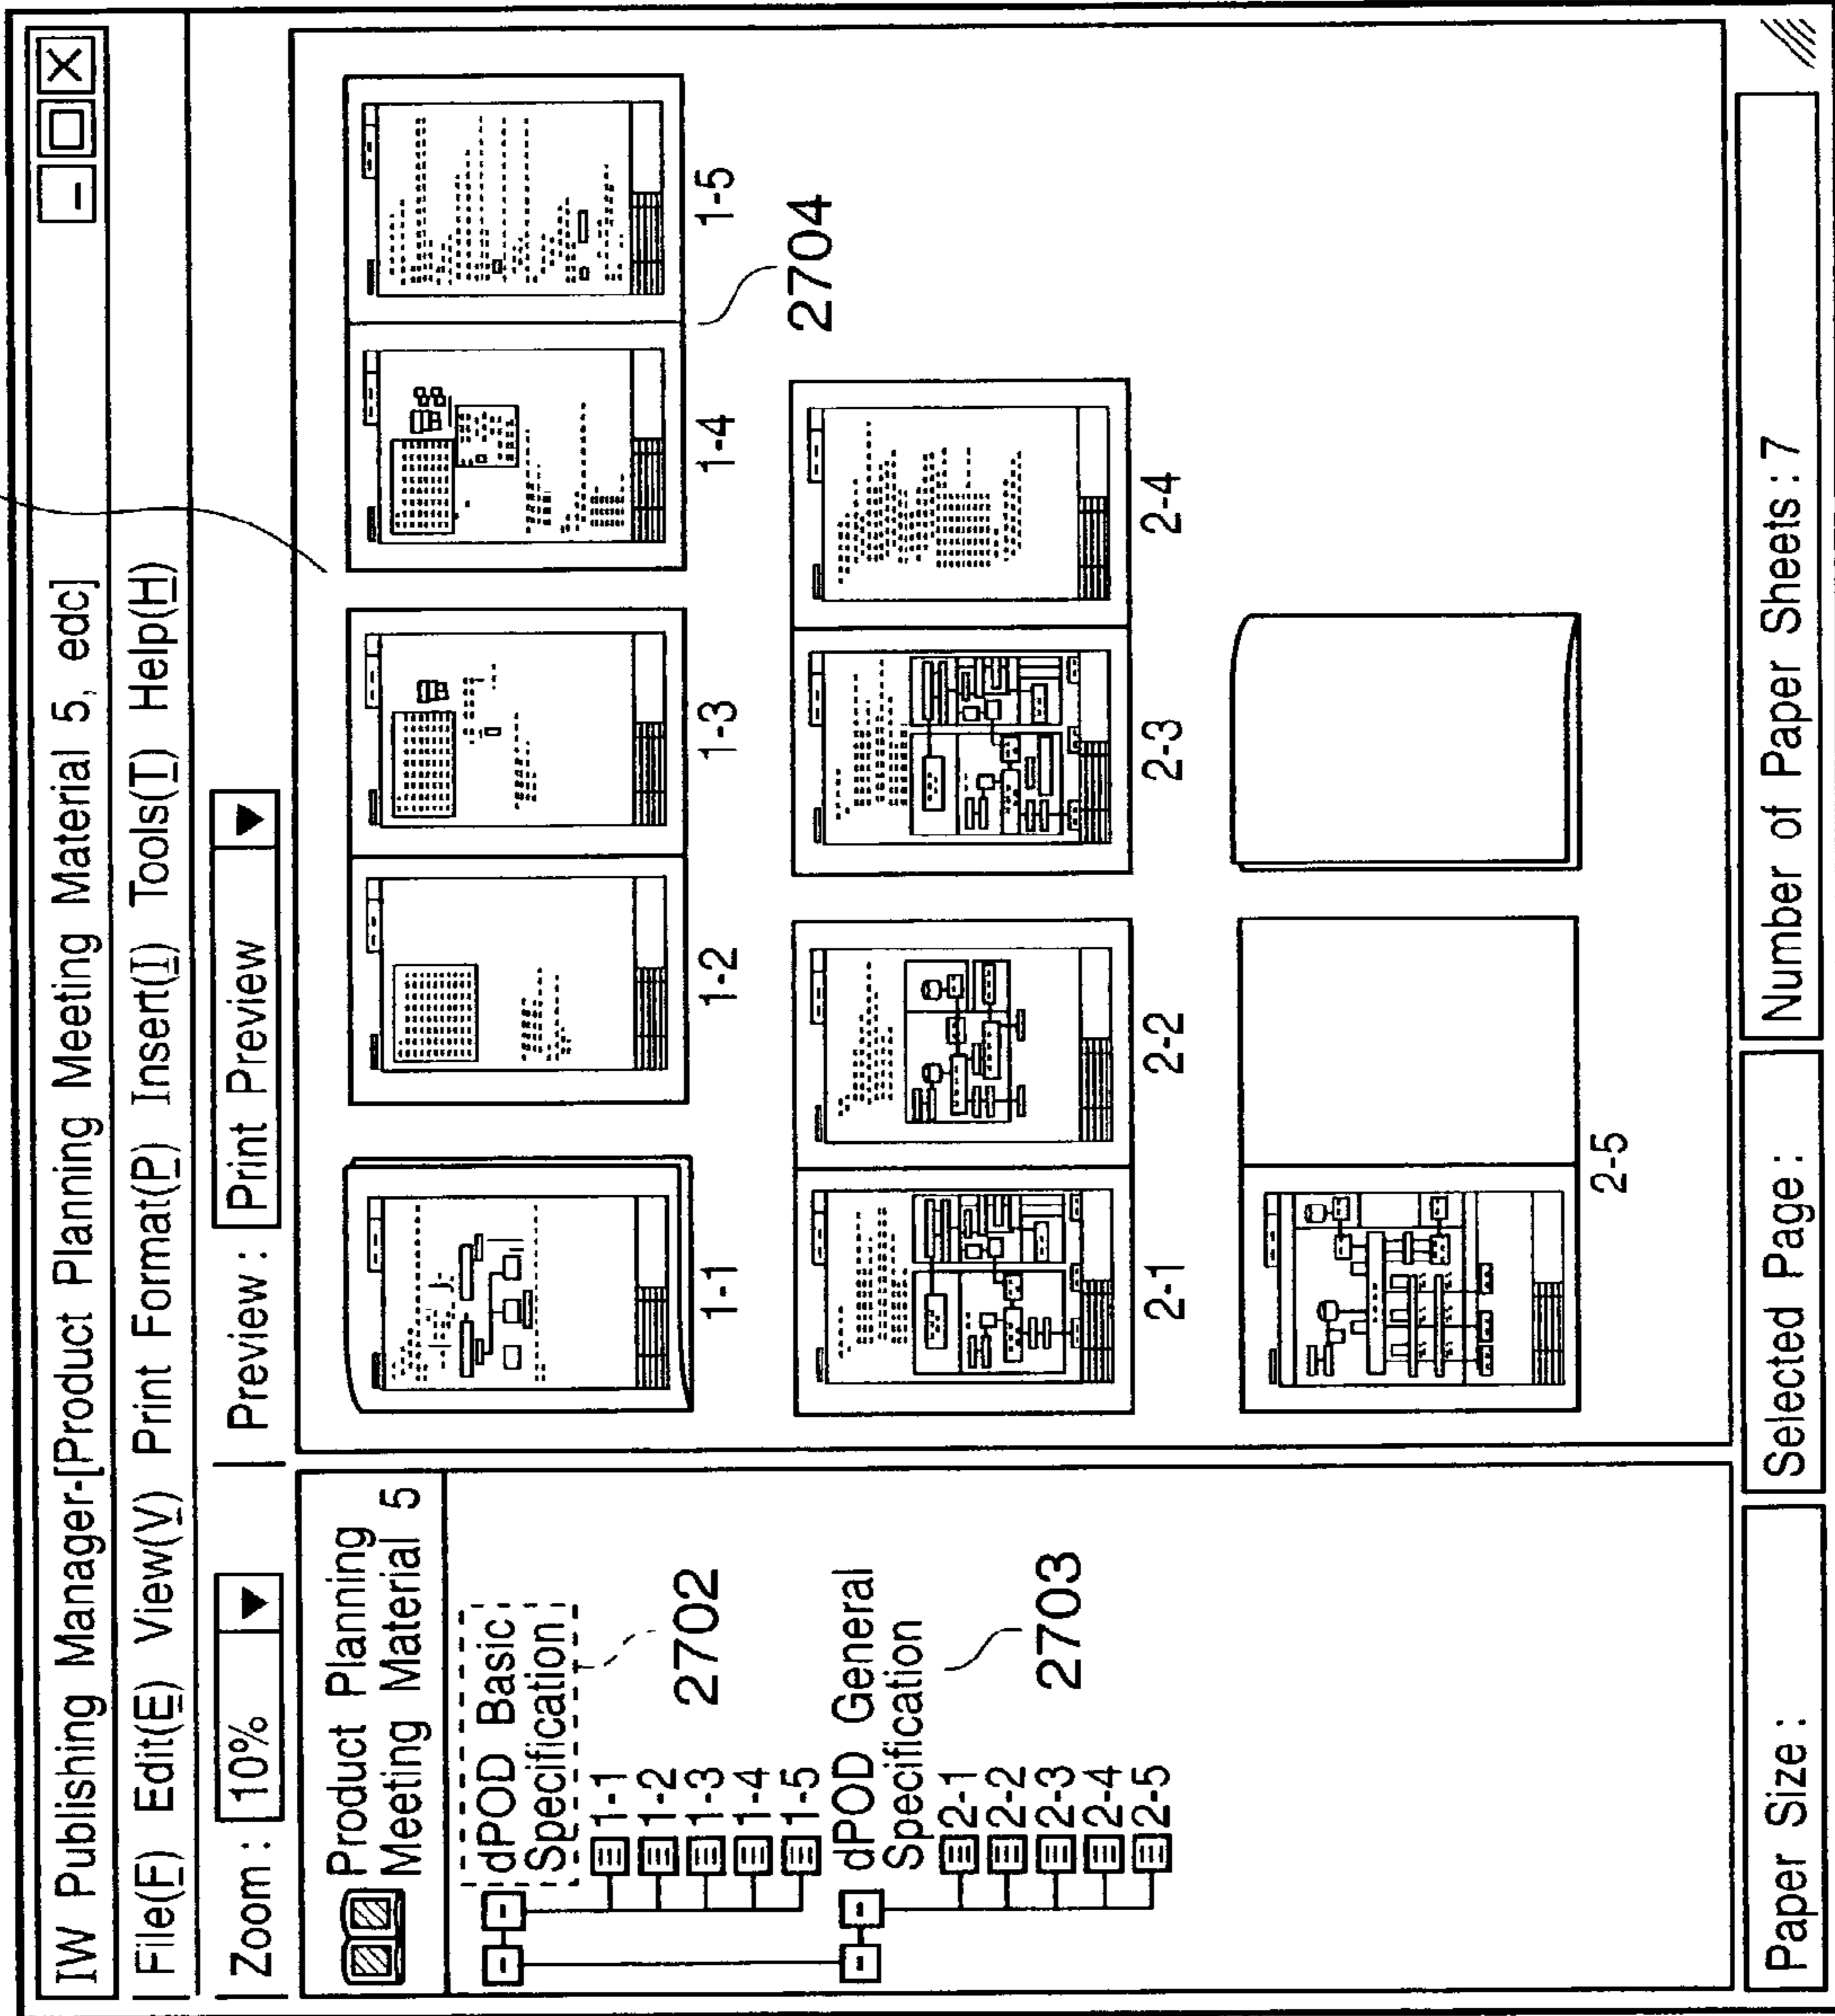 IW Publishing Manager-[Product Planning Meeting Material 5, edc]
File(F) Edit(E) View(V) Print Format(P) Insert(I) Tools(T) Help(H)
Zoom : 10% Preview : Print Preview
Product Planning
Meeting Material 5
dPOD Basic
Specification
2702
1-1
1-2
1-3
1-4
1-5
dPOD General
Specification
2703
2-1
2-2
2-3
2-4
2-5
1-1 1-2 1-3 1-4 1-5
2704
2-1 2-2 2-3 2-4
2-5
Paper Size : Selected Page : Number of Paper Sheets : 7